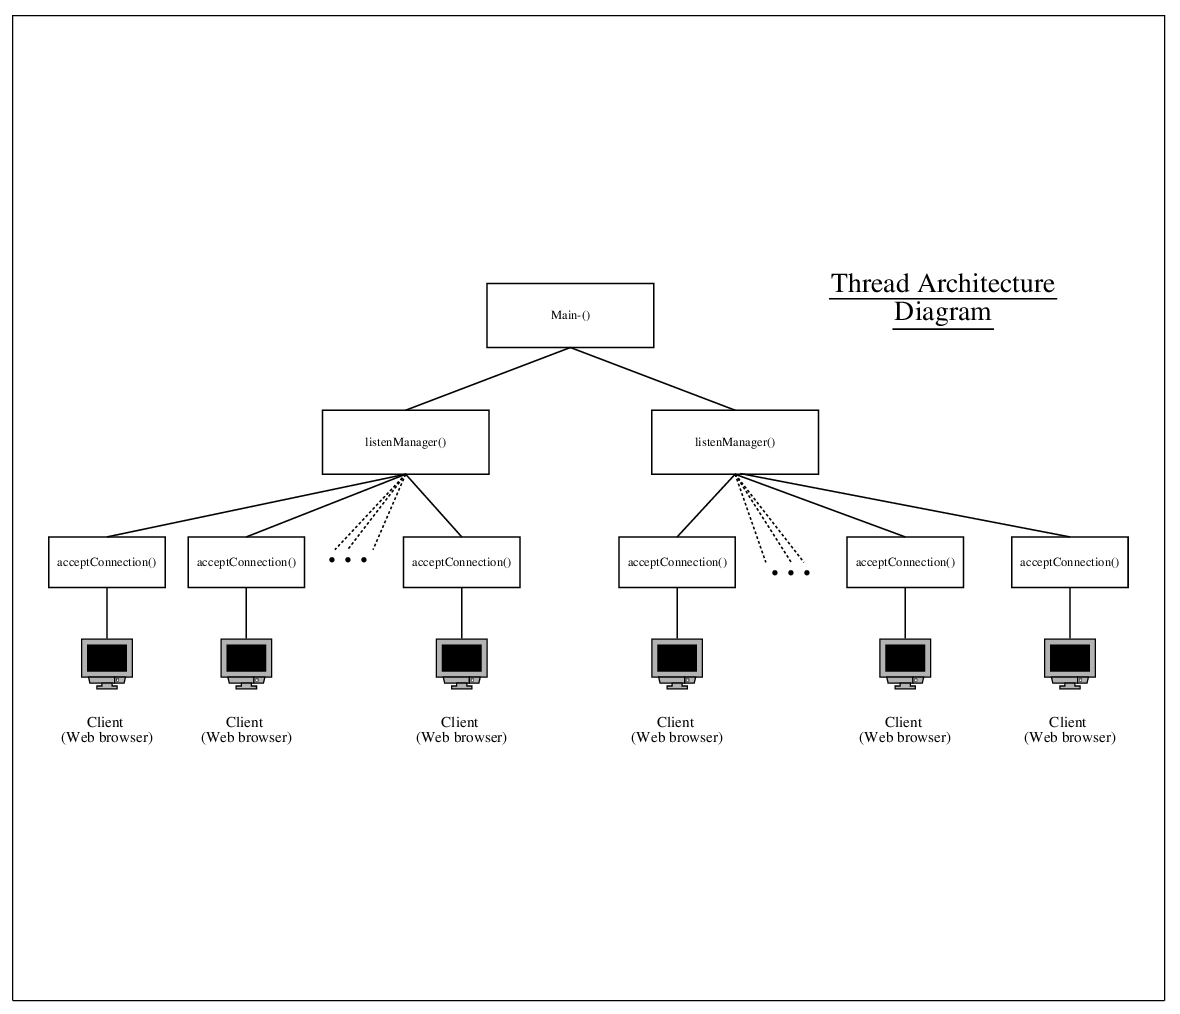 Thread Architecture
Diagram
Main-()
listenManager()
listenManager()
acceptConnection()
acceptConnection()
acceptConnection()
acceptConnection()
acceptConnection()
acceptConnection()
Client
(Web browser)
Client
(Web browser)
Client
(Web browser)
Client
(Web browser)
Client
(Web browser)
Client
(Web browser)